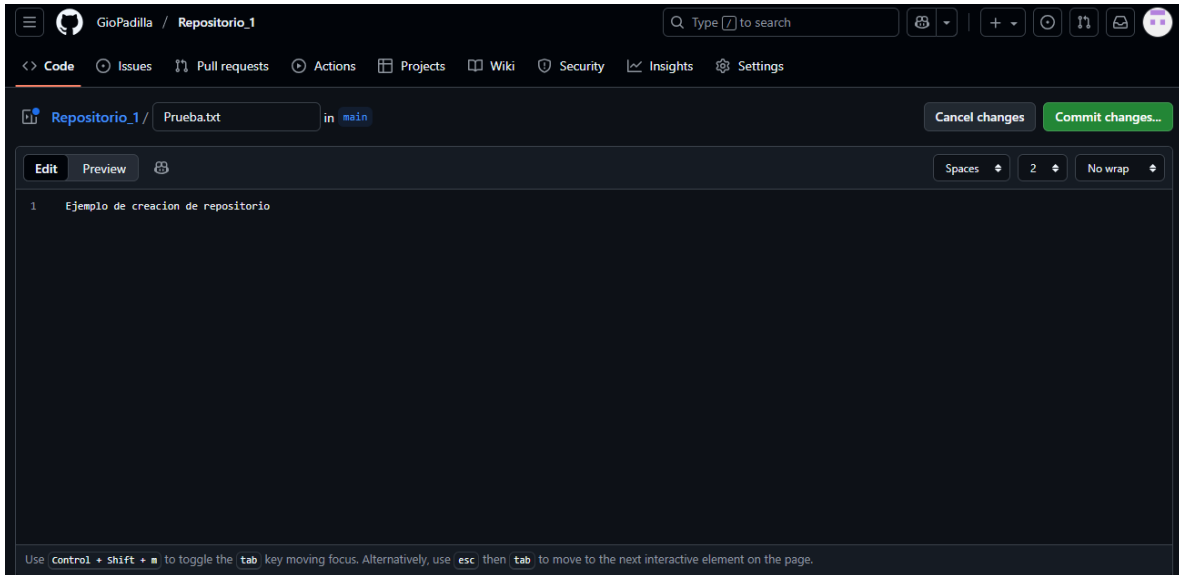 GioPadilla / Repositorio_1 Type / to search
Code Issues Pull requests Actions Projects Wiki Security Insights Settings
Repositorio_1 / Prueba.txt in main Cancel changes Commit changes...
Edit Preview Spaces 2 No wrap
1 Ejemplo de creacion de repositorio
Use Control + Shift + m to toggle the tab key moving focus. Alternatively, use esc then tab to move to the next interactive element on the page.